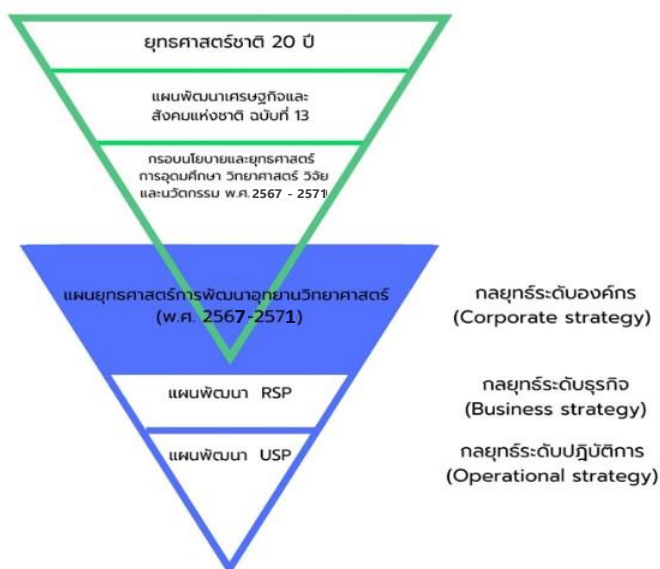 ยุทธศาสตร์ชาติ 20 ปี
แผนพัฒนาเศรษฐกิจและ
สังคมแห่งชาติ ฉบับที่ 13
กรอบนโยบายและยุทธศาสตร์
การอุดมศึกษา วิทยาศาสตร์ วิจัย
และนวัตกรรม พ.ศ. 2567 - 2571
แผนยุทธศาสตร์การพัฒนาอุทยานวิทยาศาสตร์
(พ.ศ. 2567-2571)
กลยุทธ์ระดับองค์กร
(Corporate strategy)
แผนพัฒนา RSP
กลยุทธ์ระดับธุรกิจ
(Business strategy)
แผนพัฒนา USP
กลยุทธ์ระดับปฎิบัติการ
(Operational strategy)